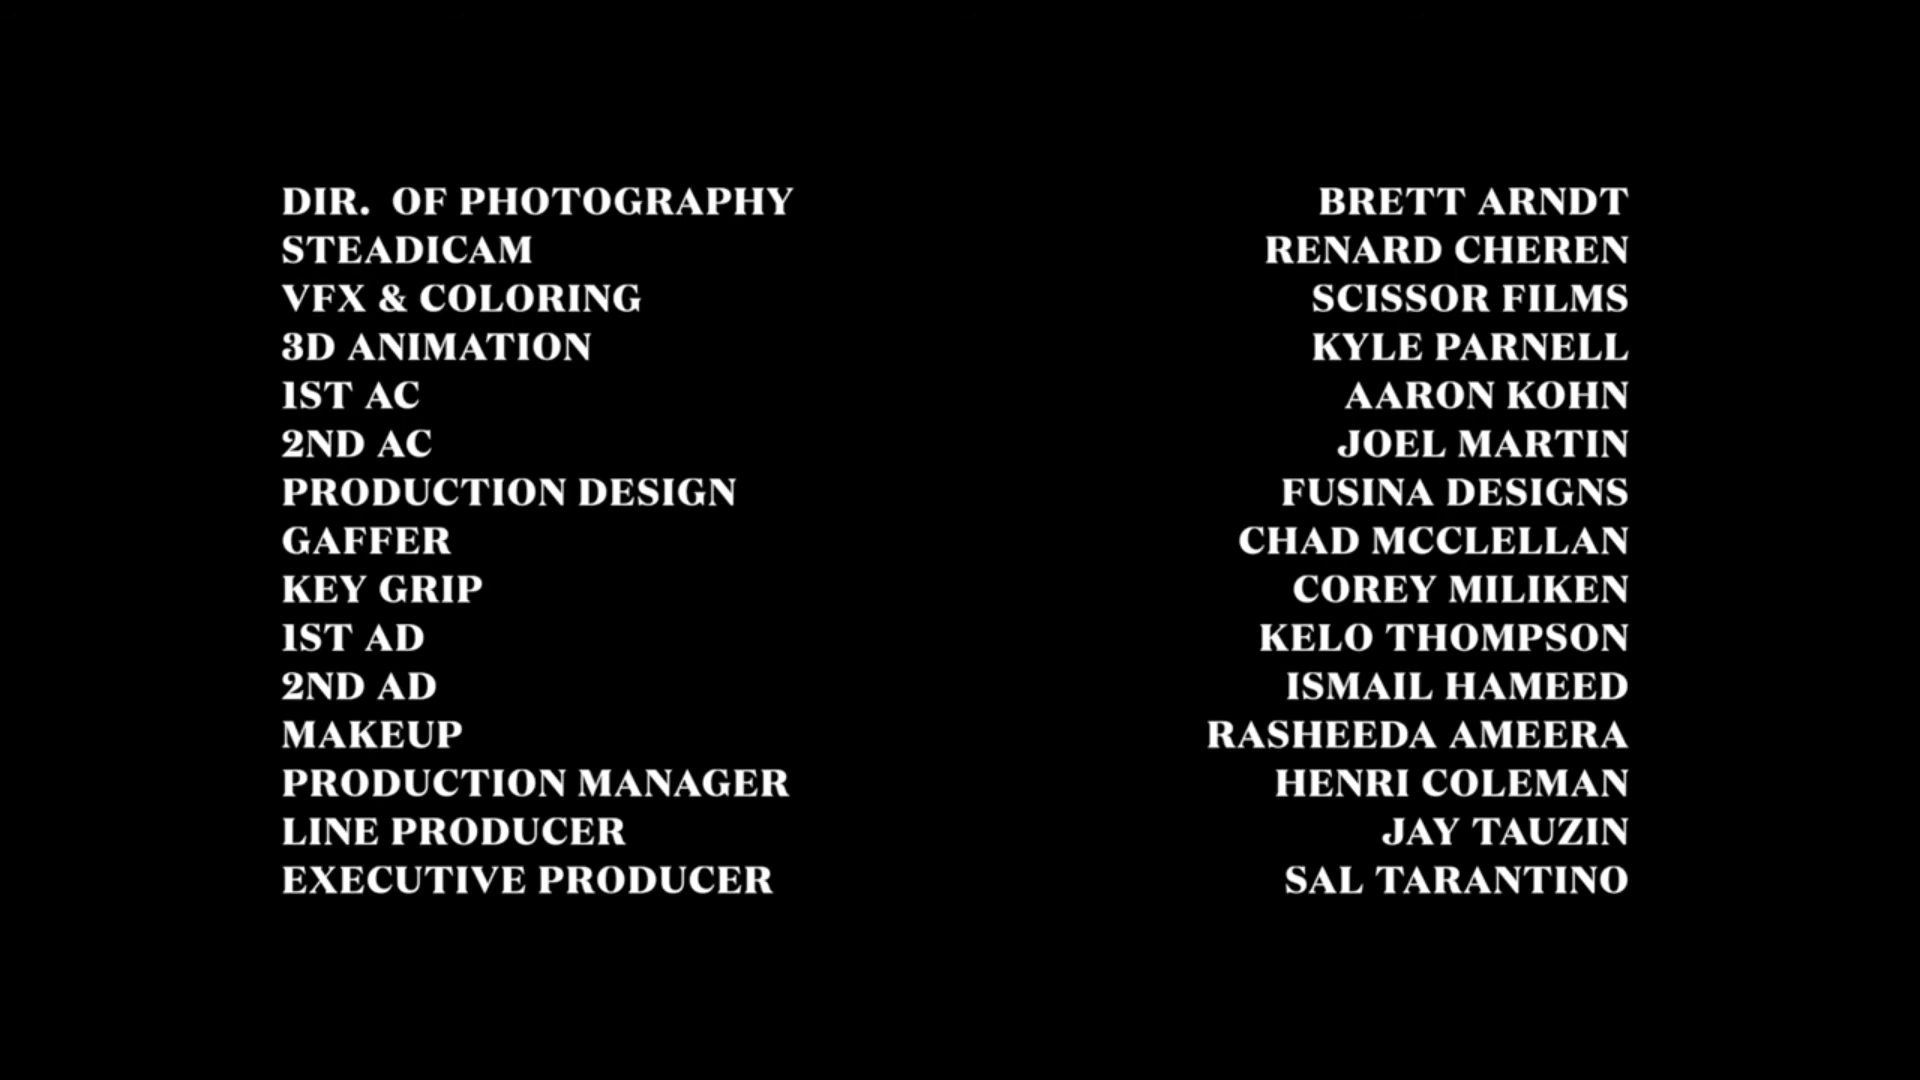 DIR.  OF PHOTOGRAPHY BRETT ARNDT
STEADICAM RENARD CHEREN
VFX & COLORING SCISSOR FILMS
3D ANIMATION KYLE PARNELL
1ST AC AARON KOHN
2ND AC JOEL MARTIN
PRODUCTION DESIGN FUSINA DESIGNS
GAFFER CHAD MCCLELLAN
KEY GRIP COREY MILIKEN
1ST AD KELO THOMPSON
2ND AD ISMAIL HAMEED
MAKEUP RASHEEDA AMEERA
PRODUCTION MANAGER HENRI COLEMAN
LINE PRODUCER JAY TAUZIN
EXECUTIVE PRODUCER SAL TARANTINO